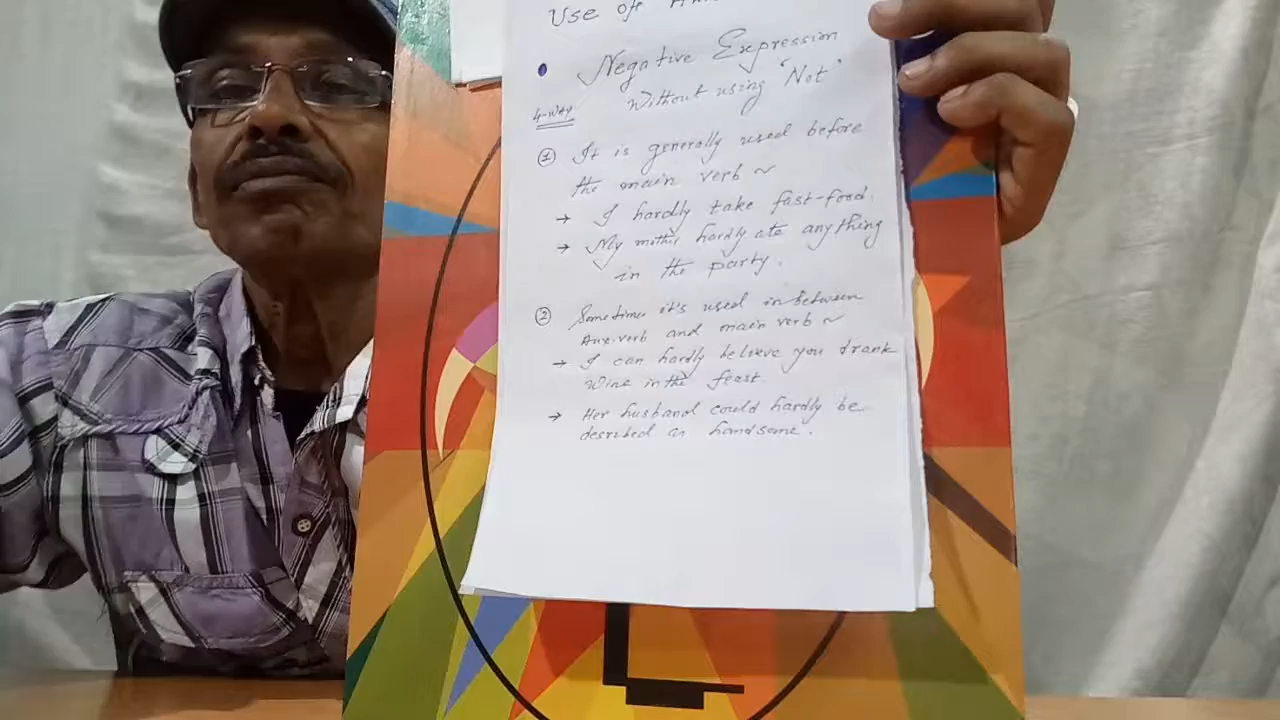 Use of
• Negative Expression
Without using 'Not'
4-way
① It is generally used before
the main verb ~
→ I hardly take fast-food.
→ My mother hardly ate anything
in the party.
② Sometimes it's used in between
Aux-verb and main verb ~
→ I can hardly believe you drank
wine in the feast.
→ Her husband could hardly be
described as handsome.